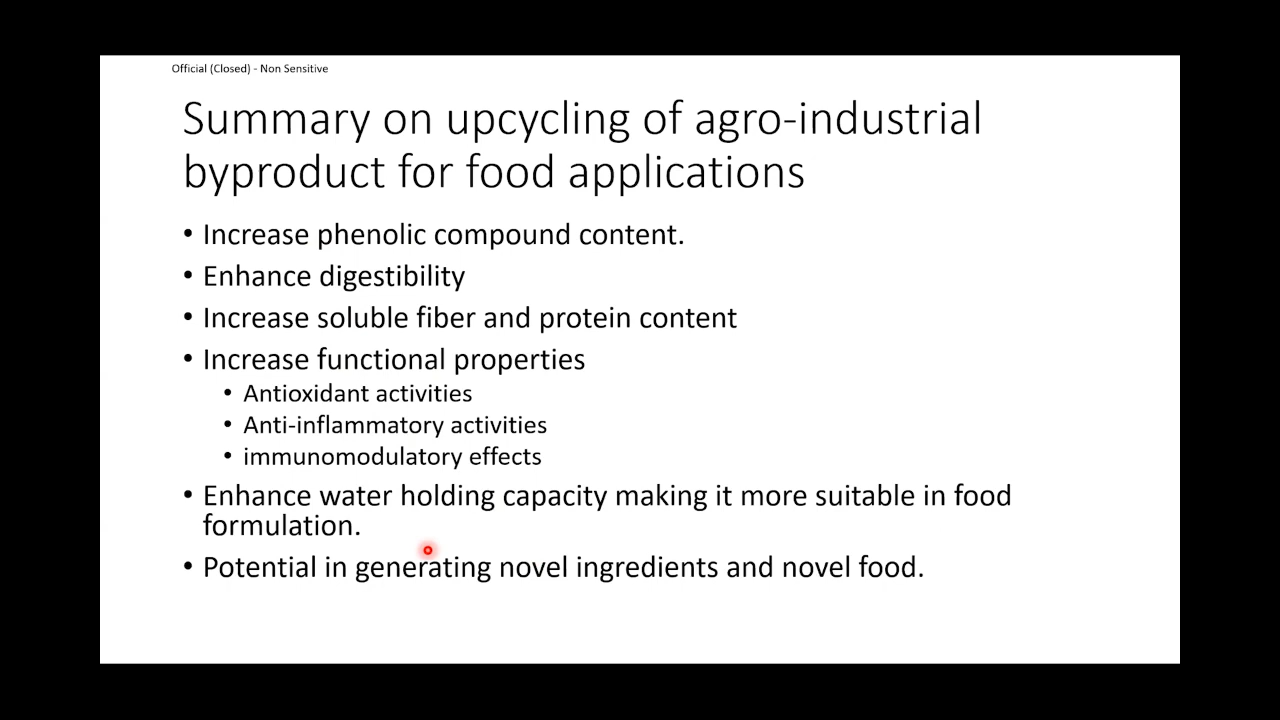 Official (Closed) - Non Sensitive
Summary on upcycling of agro-industrial
byproduct for food applications
• Increase phenolic compound content.
• Enhance digestibility
• Increase soluble fiber and protein content
• Increase functional properties
• Antioxidant activities
• Anti-inflammatory activities
• immunomodulatory effects
• Enhance water holding capacity making it more suitable in food
formulation.
• Potential in generating novel ingredients and novel food.